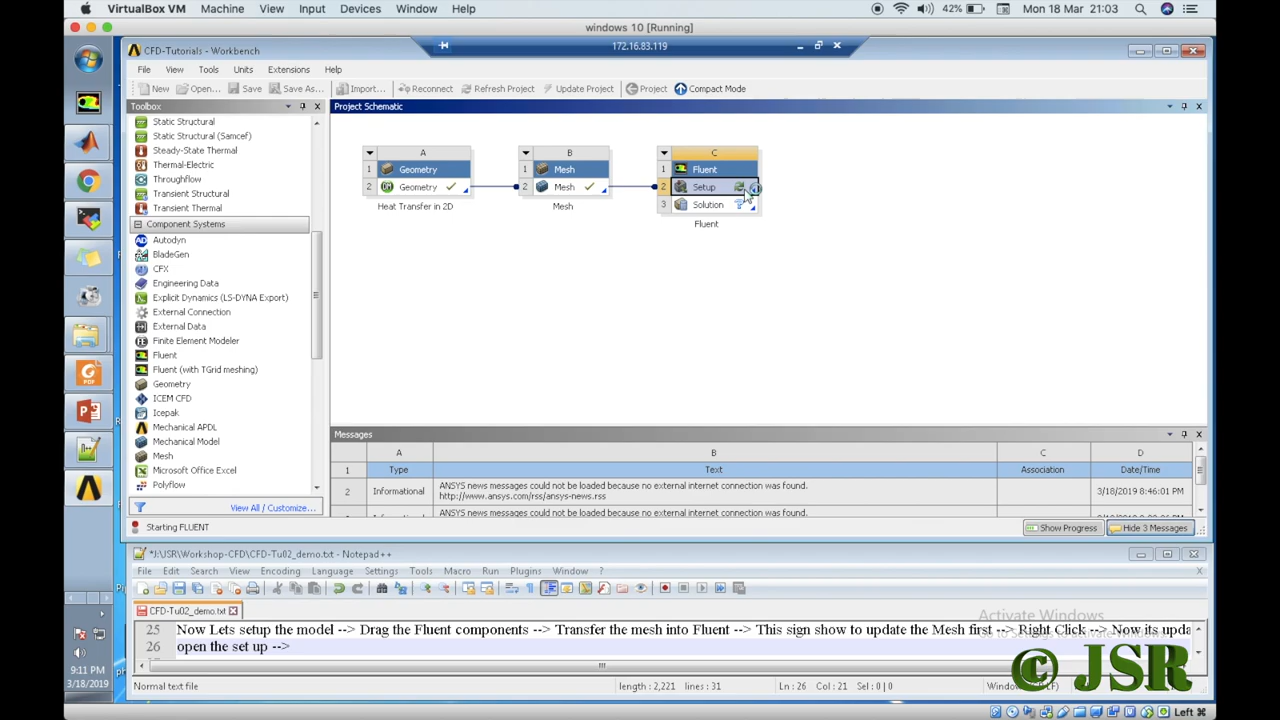 VirtualBox VM Machine View Input Devices Window Help 42% Mon 18 Mar 21:03
windows 10 [Running]
CFD-Tutorials - Workbench
172.16.83.119
File View Tools Units Extensions Help
New Open... Save Save As... Import... Reconnect Refresh Project Update Project Project Compact Mode
Toolbox
Project Schematic
Static Structural
Static Structural (Samcef)
Steady-State Thermal
Thermal-Electric
Throughflow
Transient Structural
Transient Thermal
Component Systems
Autodyn
BladeGen
CFX
Engineering Data
Explicit Dynamics (LS-DYNA Export)
External Connection
External Data
Finite Element Modeler
Fluent
Fluent (with TGrid meshing)
Geometry
ICEM CFD
Icepak
Mechanical APDL
Mechanical Model
Mesh
Microsoft Office Excel
Polyflow
View All / Customize...
A
1 Geometry
2 Geometry
Heat Transfer in 2D
B
1 Mesh
2 Mesh
Mesh
C
1 Fluent
2 Setup
3 Solution
Fluent
Messages
A B C D
1 Type Text Association Date/Time
2 Informational ANSYS news messages could not be loaded because no external internet connection was found.
http://www.ansys.com/rss/ansys-news.rss
3/18/2019 8:46:01 PM
ANSYS news messages could not be loaded because no external internet connection was found.
Starting FLUENT
Show Progress Hide 3 Messages
*J:\JSR\Workshop-CFD\CFD-Tu02_demo.txt - Notepad++
File Edit Search View Encoding Language Settings Tools Macro Run Plugins Window ?
CFD-Tu02_demo.txt
25 Now Lets setup the model --> Drag the Fluent components --> Transfer the mesh into Fluent --> This sign show to update the Mesh first --> Right Click --> Now its upda
26 open the set up -->
Activate Windows
Normal text file length : 2,221 lines : 31 Ln : 26 Col : 21 Sel : 0 | 0
9:11 PM
3/18/2019
© JSR
Left ⌘